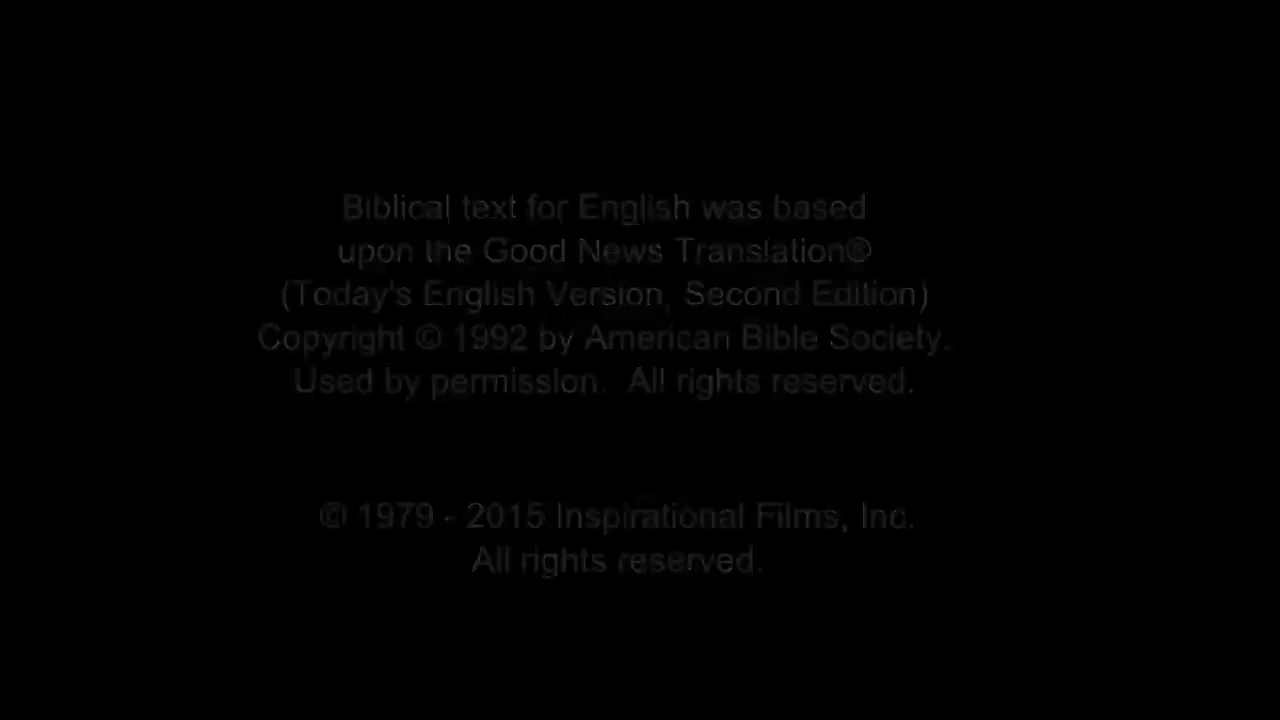 Biblical text for English was based
upon the Good News Translation®
(Today's English Version, Second Edition)
Copyright © 1992 by American Bible Society.
Used by permission.  All rights reserved.
© 1979 - 2015 Inspirational Films, Inc.
All rights reserved.